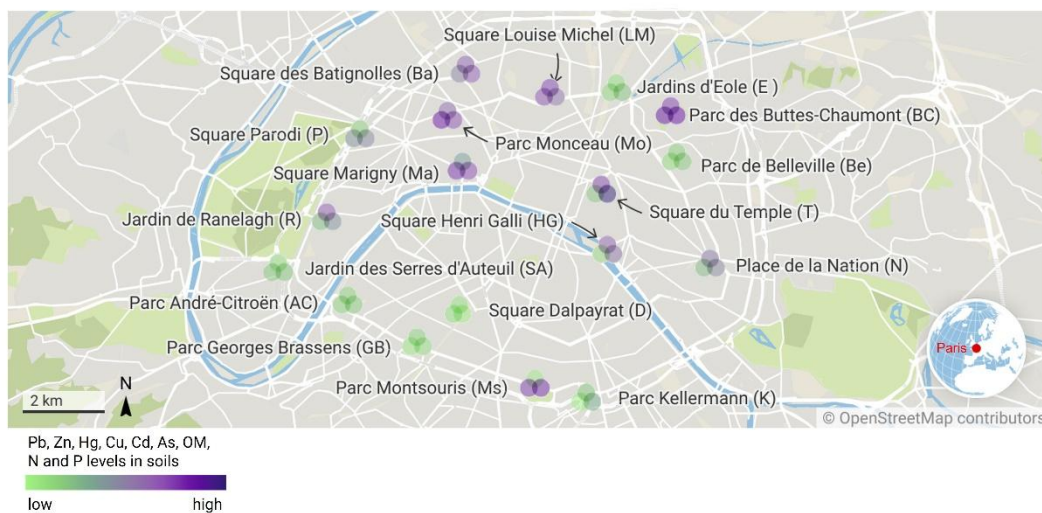 Square Louise Michel (LM)
Square des Batignolles (Ba)
Jardins d'Eole (E )
Parc des Buttes-Chaumont (BC)
Square Parodi (P)
Parc Monceau (Mo)
Square Marigny (Ma)
Parc de Belleville (Be)
Jardin de Ranelagh (R)
Square Henri Galli (HG)
Square du Temple (T)
Jardin des Serres d'Auteuil (SA)
Place de la Nation (N)
Parc André-Citroën (AC)
Square Dalpayrat (D)
Parc Georges Brassens (GB)
Paris
Parc Montsouris (Ms)
Parc Kellermann (K)
N
2 km
© OpenStreetMap contributors
Pb, Zn, Hg, Cu, Cd, As, OM,
N and P levels in soils
low high